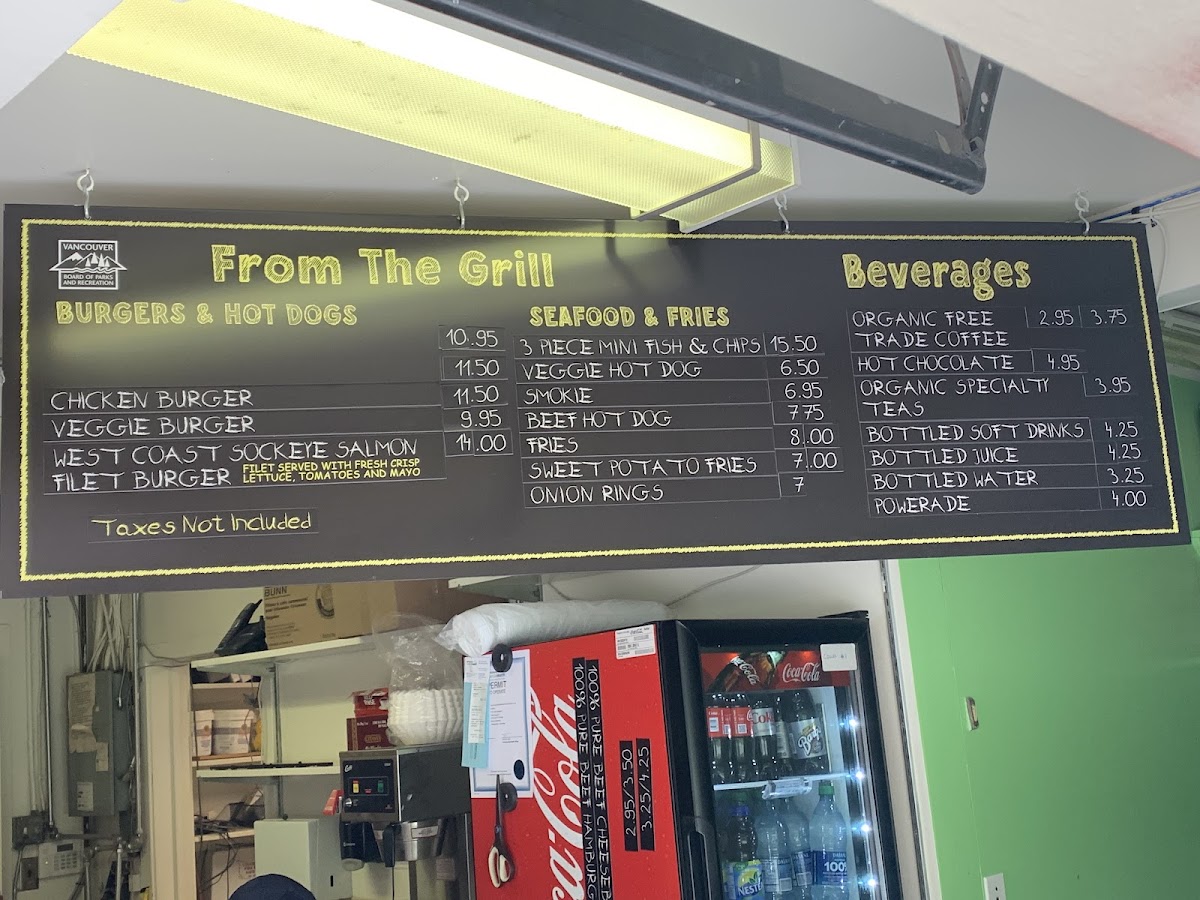 VANCOUVER
BOARD OF PARKS
AND RECREATION
From The Grill
BURGERS & HOT DOGS
10.95
11.50
CHICKEN BURGER 11.50
VEGGIE BURGER 9.95
WEST COAST SOCKEYE SALMON 14.00
FILET BURGER FILET SERVED WITH FRESH CRISP
LETTUCE, TOMATOES AND MAYO
Taxes Not Included
SEAFOOD & FRIES
3 PIECE MINI FISH & CHIPS 15.50
VEGGIE HOT DOG 6.50
SMOKIE 6.95
BEEF HOT DOG 7.75
FRIES 8.00
SWEET POTATO FRIES 7.00
ONION RINGS 7
Beverages
ORGANIC FREE 2.95 3.75
TRADE COFFEE
HOT CHOCOLATE 4.95
ORGANIC SPECIALTY 3.95
TEAS
BOTTLED SOFT DRINKS 4.25
BOTTLED JUICE 4.25
BOTTLED WATER 3.25
POWERADE 4.00
BUNN
PERMIT
Coca-Cola
100% PURE BEEF CHEESEB
100% PURE BEEF HAMBURG
2.95/3.50
3.25/4.25
Coca-Cola
Coke
Barq's
NESTEA
100%